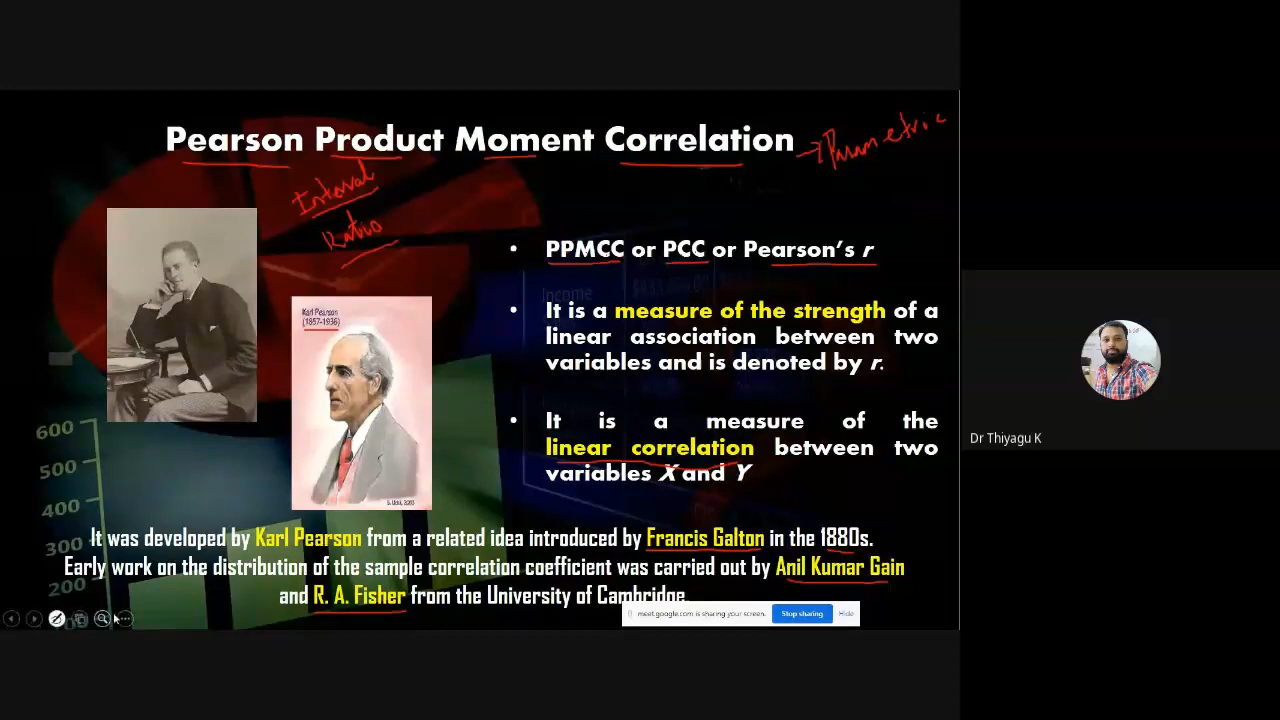 Pearson Product Moment Correlation
→ Parametric
Interval
Ratio
Karl Pearson
(1857-1936)
• PPMCC or PCC or Pearson's r
• It is a measure of the strength of a
linear association between two
variables and is denoted by r.
• It is a measure of the
linear correlation between two
variables X and Y
It was developed by Karl Pearson from a related idea introduced by Francis Galton in the 1880s.
Early work on the distribution of the sample correlation coefficient was carried out by Anil Kumar Gain
and R. A. Fisher from the University of Cambridge.
600
500
400
300
200
Income
meet.google.com is sharing your screen.
Stop sharing
Hide
Dr Thiyagu K